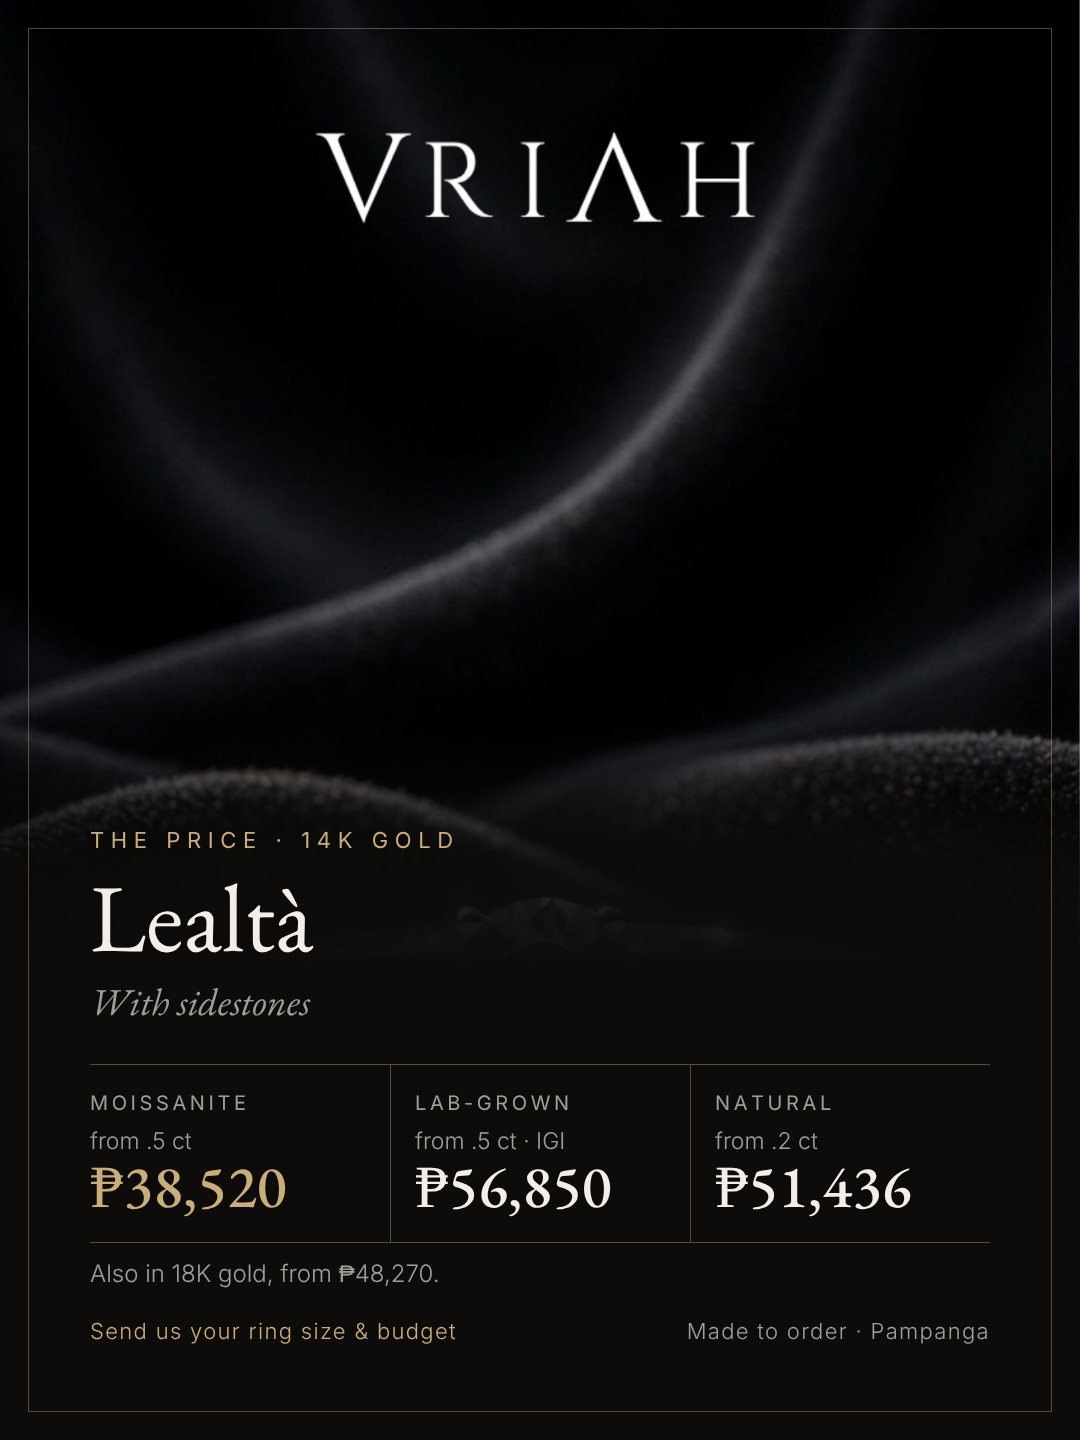 VRIAH
THE PRICE · 14K GOLD
Lealtà
With sidestones
MOISSANITE
from .5 ct
₱38,520
LAB-GROWN
from .5 ct · IGI
₱56,850
NATURAL
from .2 ct
₱51,436
Also in 18K gold, from ₱48,270.
Send us your ring size & budget
Made to order · Pampanga